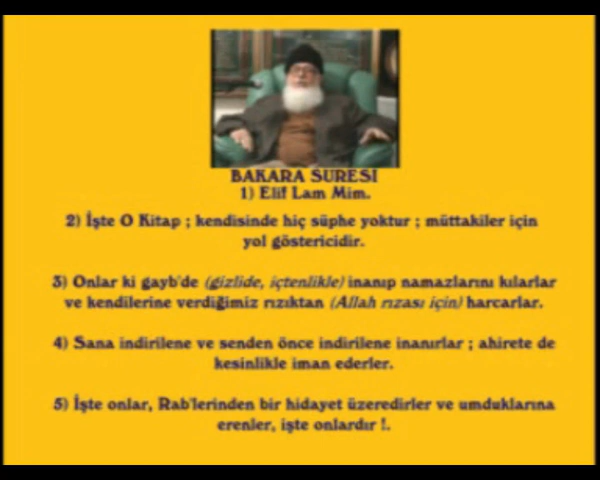 BAKARA SURESI
1) Elif Lam Mim.
2) İşte O Kitap ; kendisinde hiç süphe yoktur ; müttakiler için
yol göstericidir.
3) Onlar ki gayb'de (gizlide, içtenlikle) inanıp namazlarını kılarlar
ve kendilerine verdiğimiz rızıktan (Allah rızası için) harcarlar.
4) Sana indirilene ve senden önce indirilene inanırlar ; ahirete de
kesinlikle iman ederler.
5) İşte onlar, Rab'lerinden bir hidayet üzeredirler ve umduklarına
erenler, işte onlardır !.